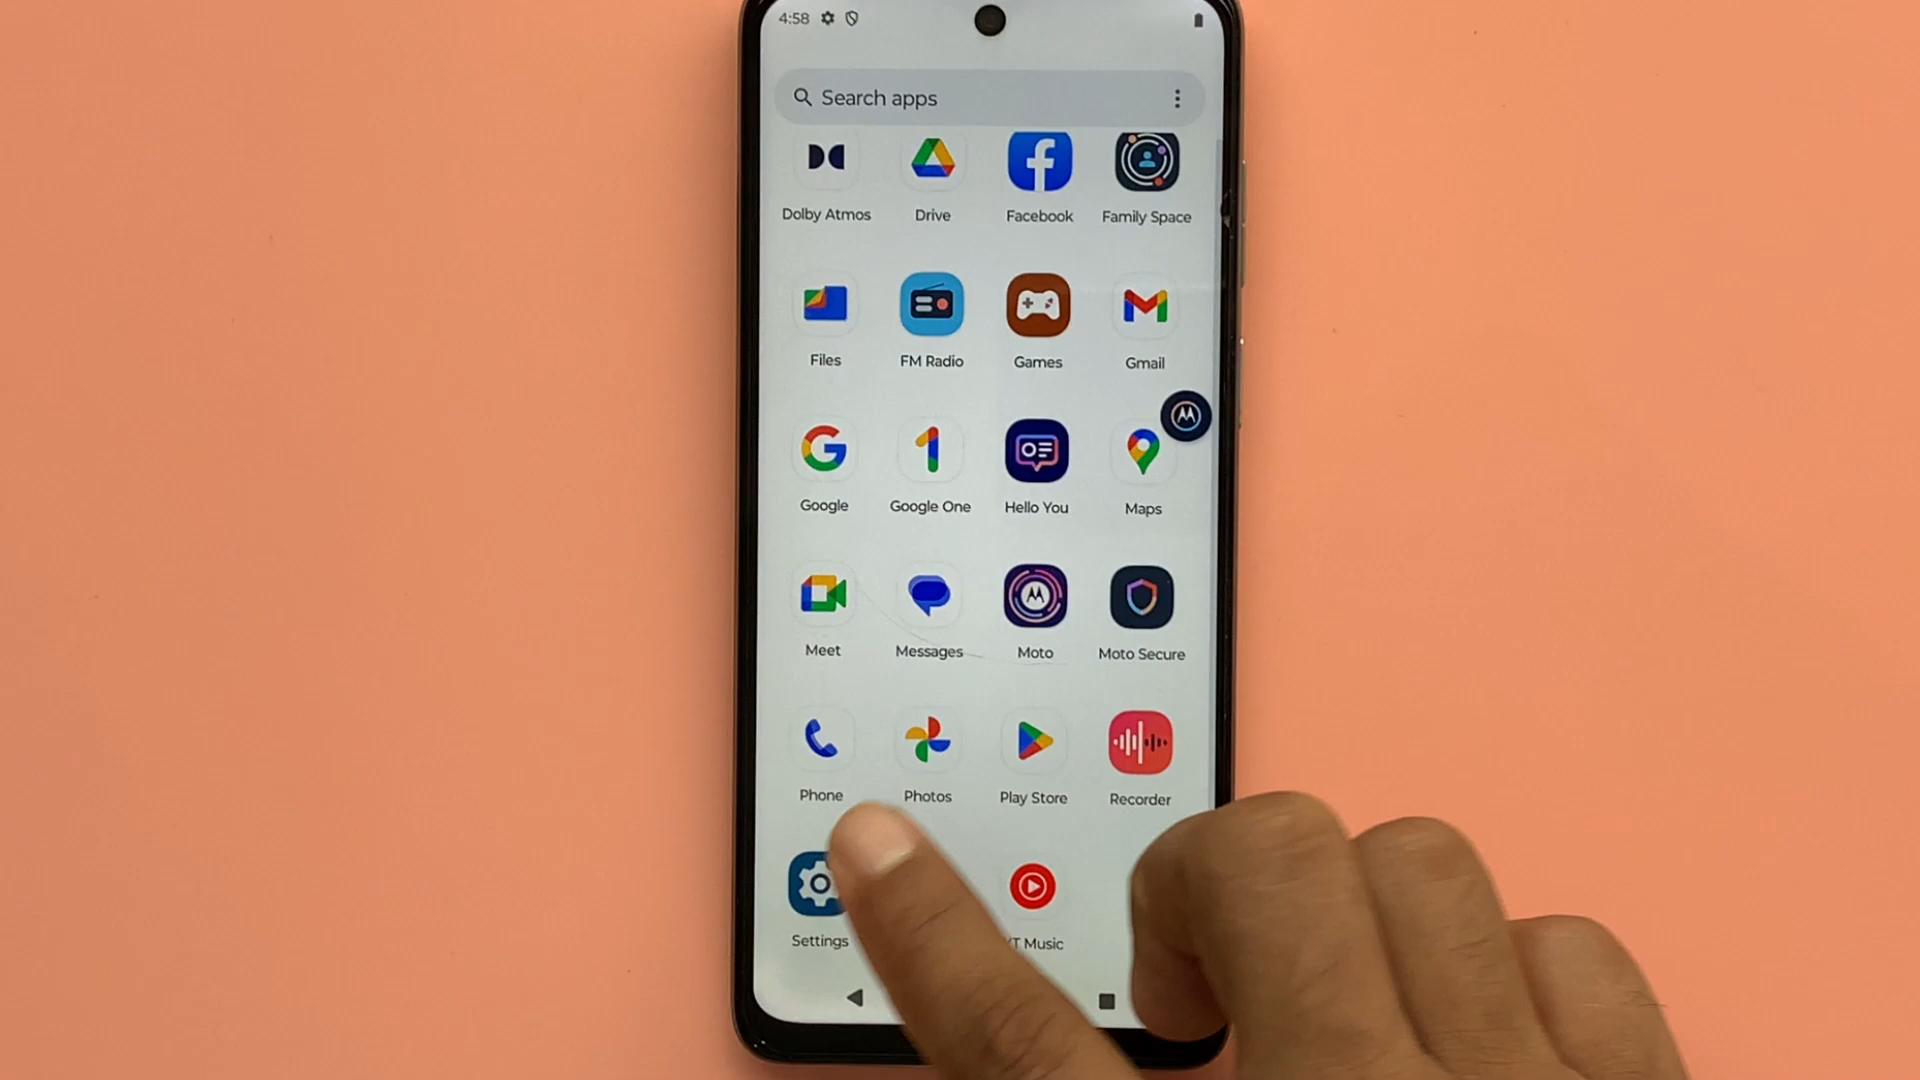 4:58
Search apps
Dolby Atmos Drive Facebook Family Space
Files FM Radio Games Gmail
Google Google One Hello You Maps
Meet Messages Moto Moto Secure
Phone Photos Play Store Recorder
Settings YT Music